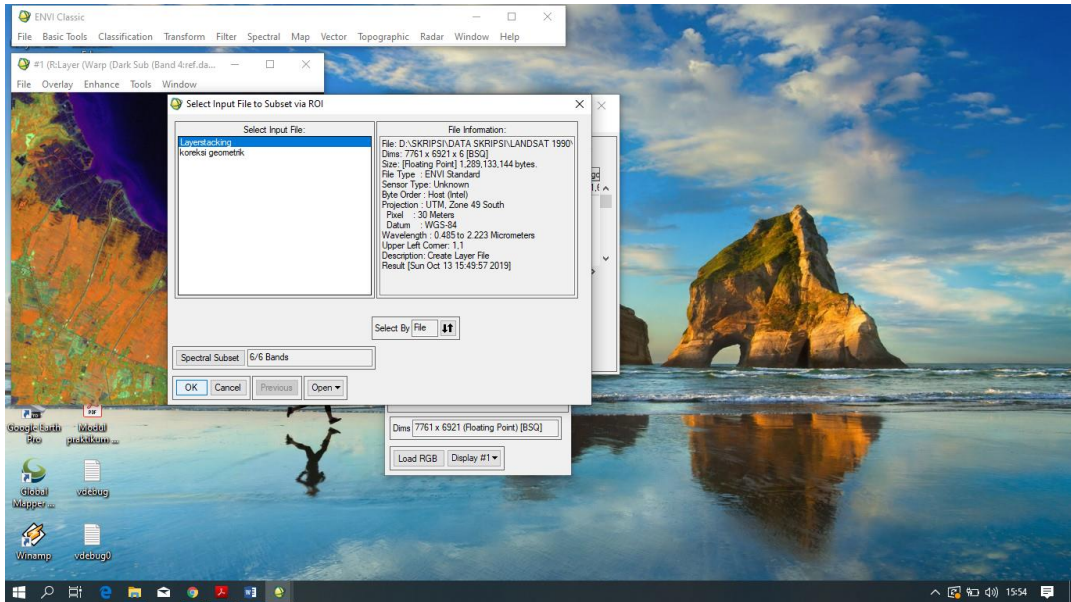 ENVI Classic
File Basic Tools Classification Transform Filter Spectral Map Vector Topographic Radar Window Help
#1 (R:Layer (Warp (Dark Sub (Band 4:ref.da...
File Overlay Enhance Tools Window
Select Input File to Subset via ROI
Select Input File:
Layerstacking
koreksi geometrik
File Information:
File: D:\SKRIPSI\DATA SKRIPSI\LANDSAT 1990\
Dims: 7761 x 6921 x 6 [BSQ]
Size: [Floating Point] 1,289,133,144 bytes.
File Type : ENVI Standard
Sensor Type: Unknown
Byte Order : Host (Intel)
Projection : UTM, Zone 49 South
Pixel : 30 Meters
Datum : WGS-84
Wavelength : 0.485 to 2.223 Micrometers
Upper Left Corner: 1,1
Description: Create Layer File
Result [Sun Oct 13 15:49:57 2019]
Select By File
Spectral Subset 6/6 Bands
OK Cancel Previous Open
Dims 7761 x 6921 (Floating Point) [BSQ]
Load RGB Display #1
Google Earth Pro
Modul praktikum ...
Global Mapper ...
vdebug
Winamp
vdebug0
15:54